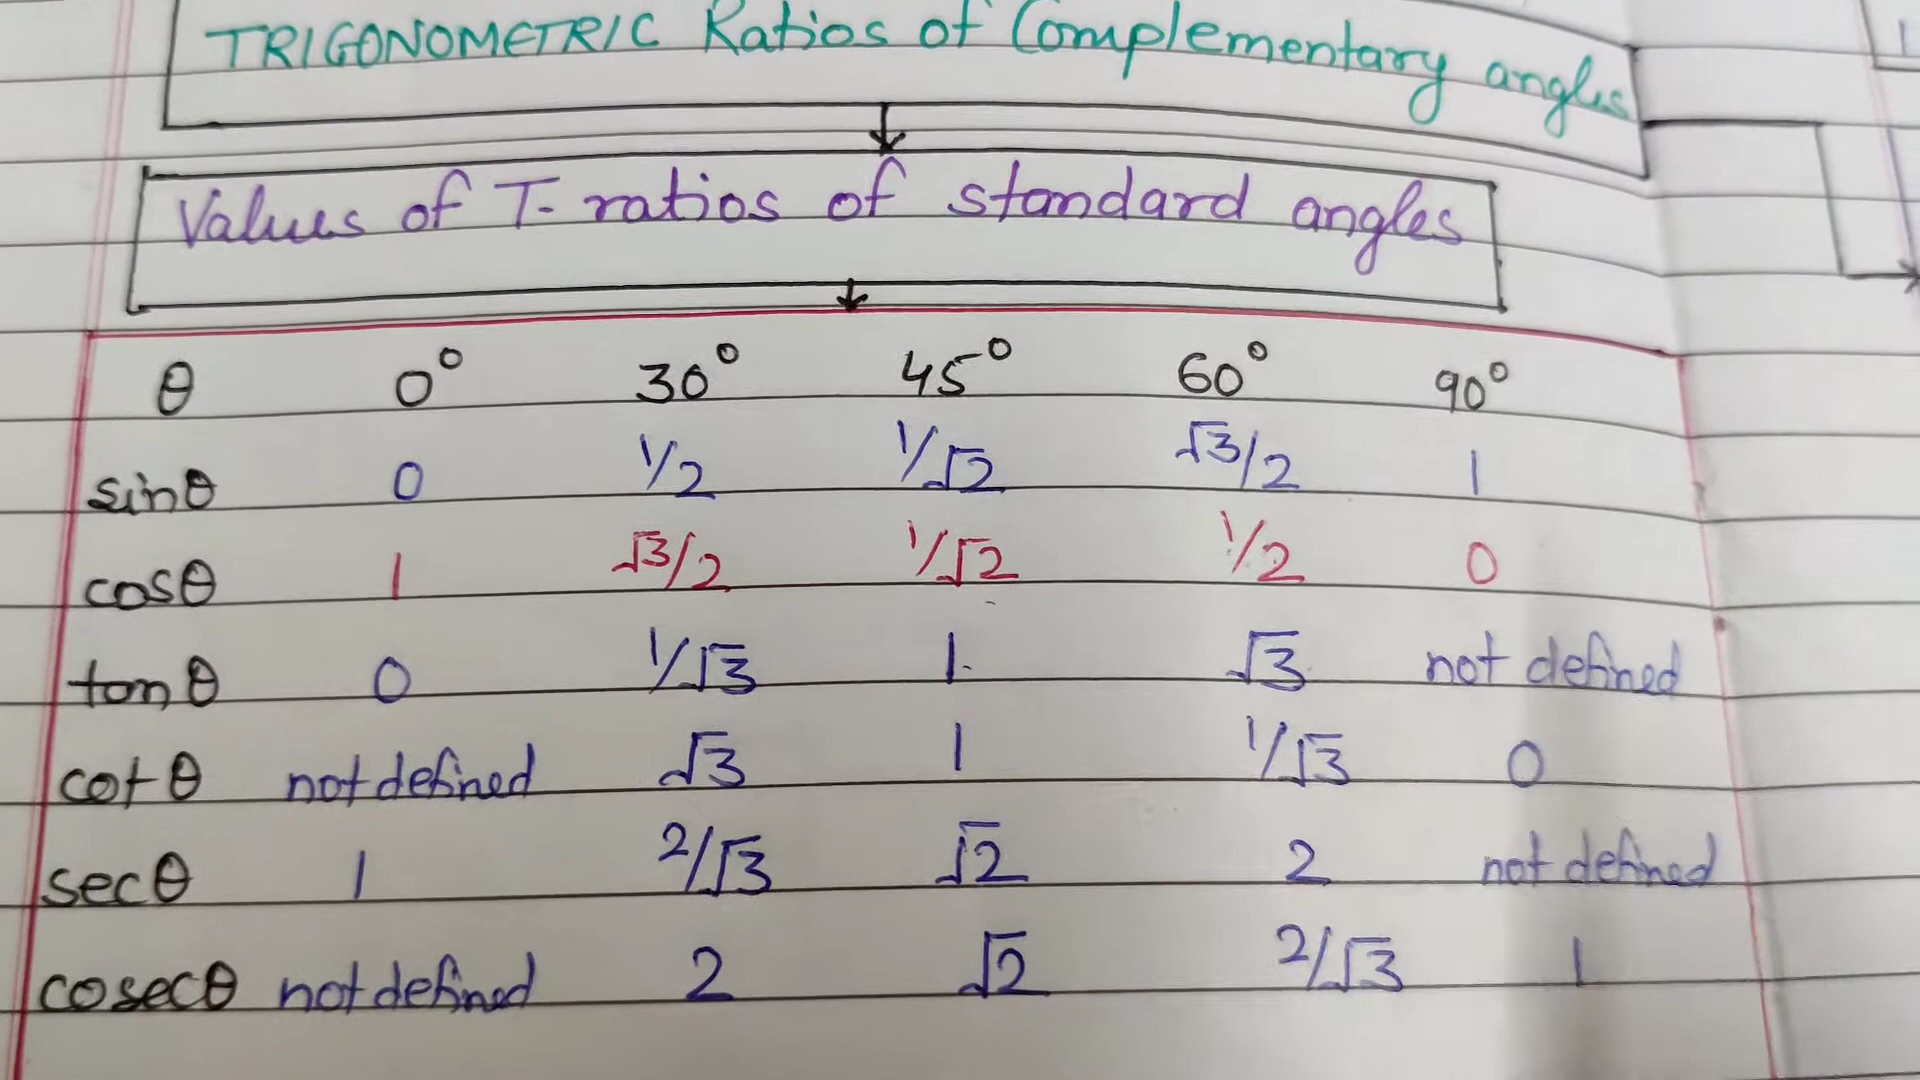 TRIGONOMETRIC Ratios of Complementary angles
Values of T- ratios of standard angles
θ 0° 30° 45° 60° 90°
sinθ 0 1/2 1/√2 √3/2 1
cosθ 1 √3/2 1/√2 1/2 0
tanθ 0 1/√3 1 √3 not defined
cotθ not defined √3 1 1/√3 0
secθ 1 2/√3 √2 2 not defined
cosecθ not defined 2 √2 2/√3 1